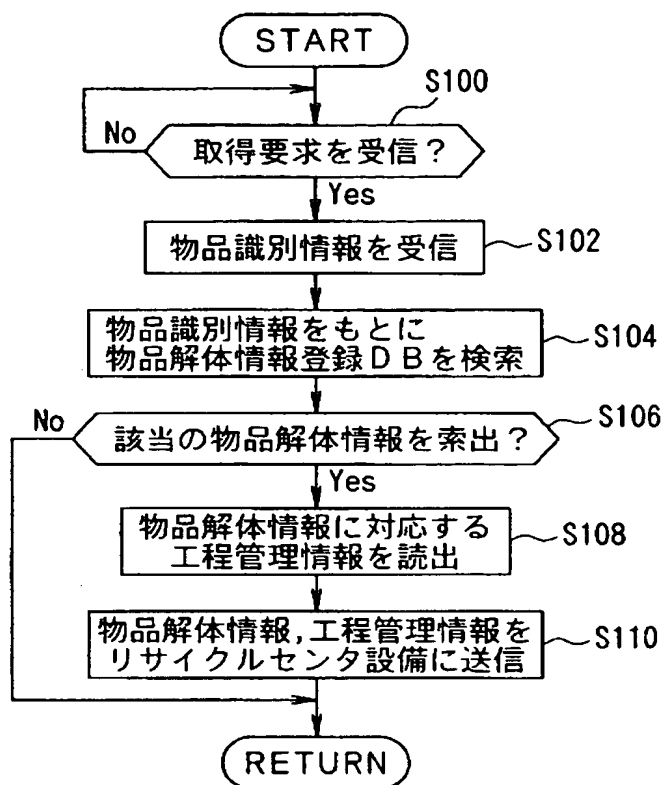 START
S100
No
取得要求を受信?
Yes
物品識別情報を受信
S102
物品識別情報をもとに
物品解体情報登録DBを検索
S104
No
S106
該当の物品解体情報を索出?
Yes
物品解体情報に対応する
工程管理情報を読出
S108
物品解体情報,工程管理情報を
リサイクルセンタ設備に送信
S110
RETURN